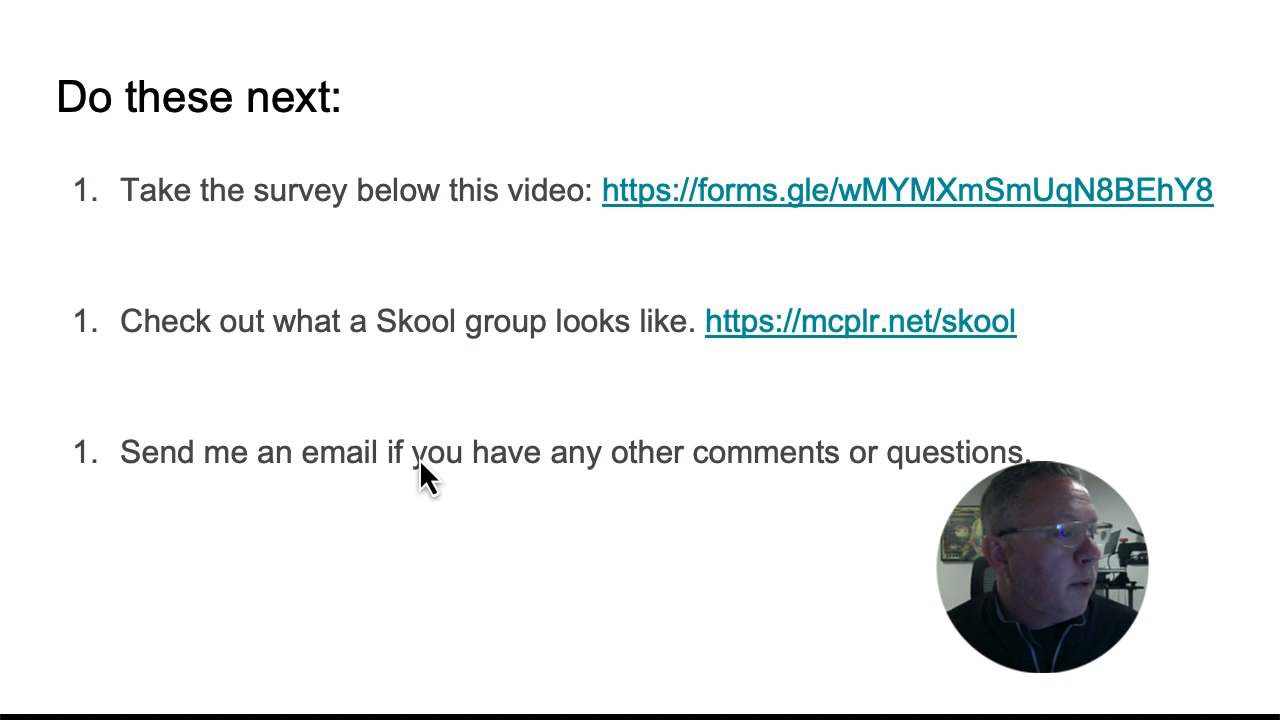 Do these next:
1. Take the survey below this video: https://forms.gle/wMYMXmSmUqN8BEhY8
1. Check out what a Skool group looks like. https://mcplr.net/skool
1. Send me an email if you have any other comments or questions.